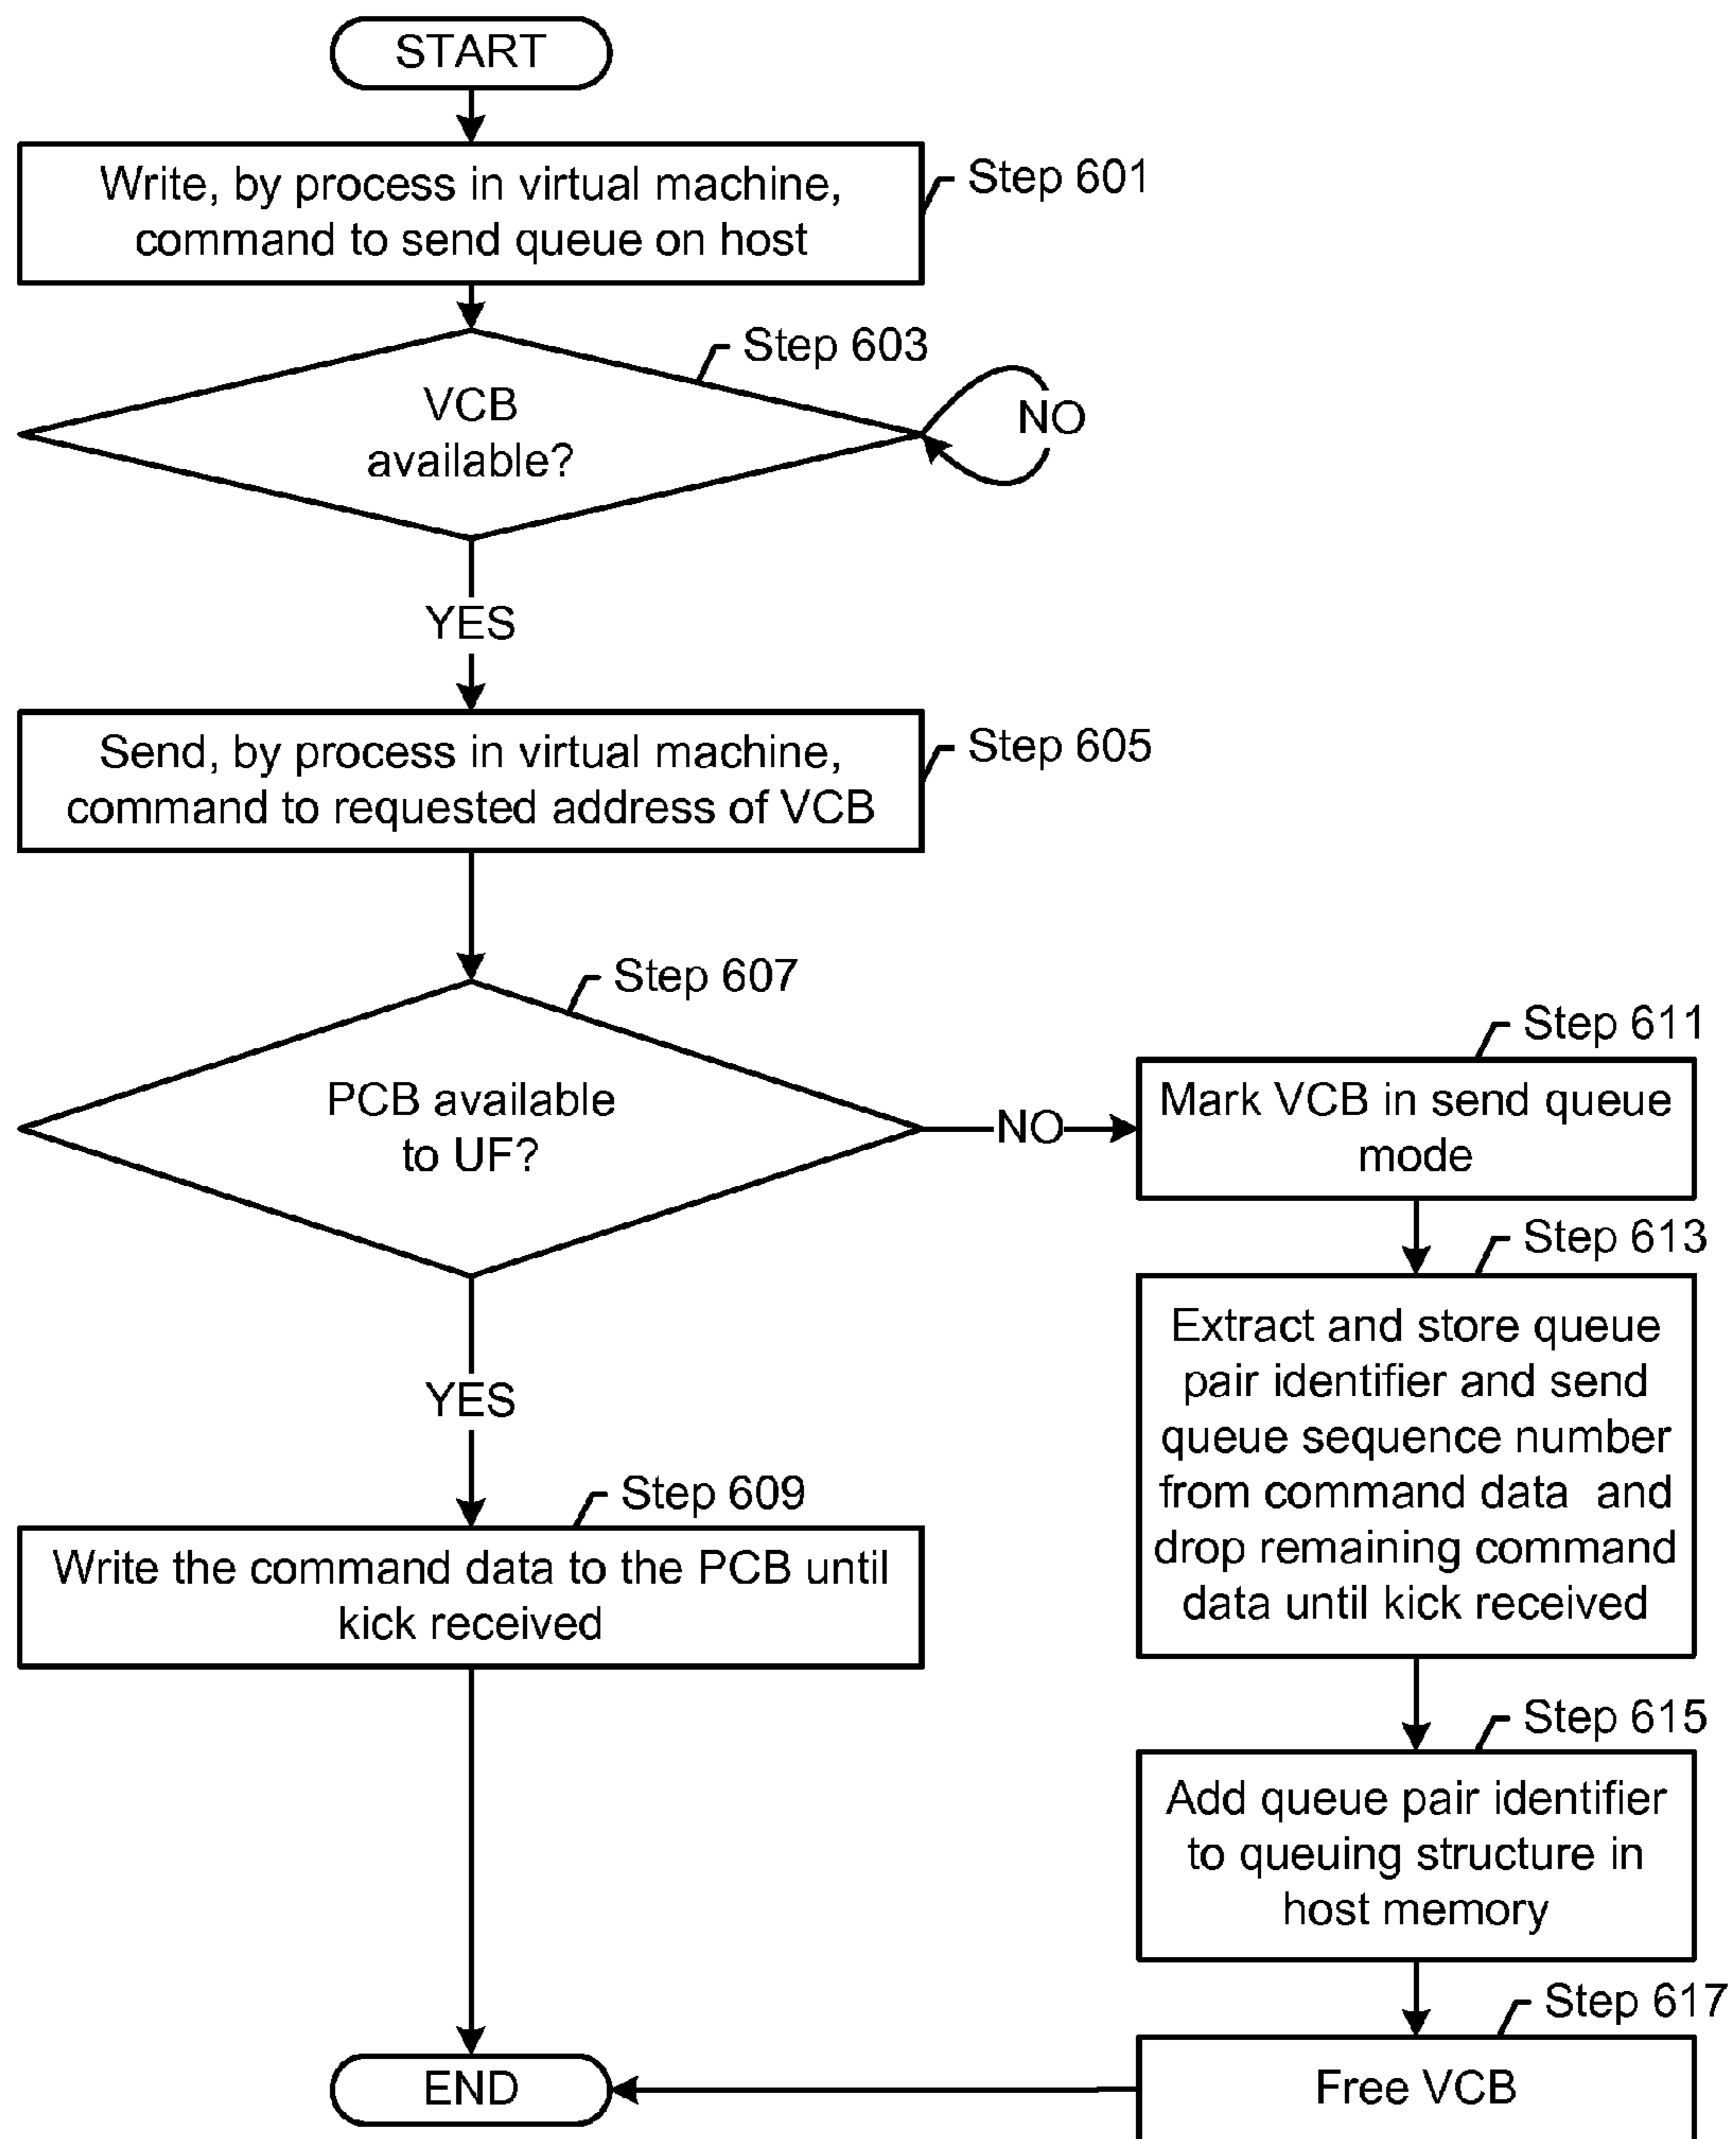 START
Write, by process in virtual machine,
command to send queue on host
Step 601
Step 603
VCB
available?
NO
YES
Send, by process in virtual machine,
command to requested address of VCB
Step 605
Step 607
PCB available
to UF?
NO
YES
Step 609
Write the command data to the PCB until
kick received
Step 611
Mark VCB in send queue
mode
Step 613
Extract and store queue
pair identifier and send
queue sequence number
from command data and
drop remaining command
data until kick received
Step 615
Add queue pair identifier
to queuing structure in
host memory
Step 617
Free VCB
END